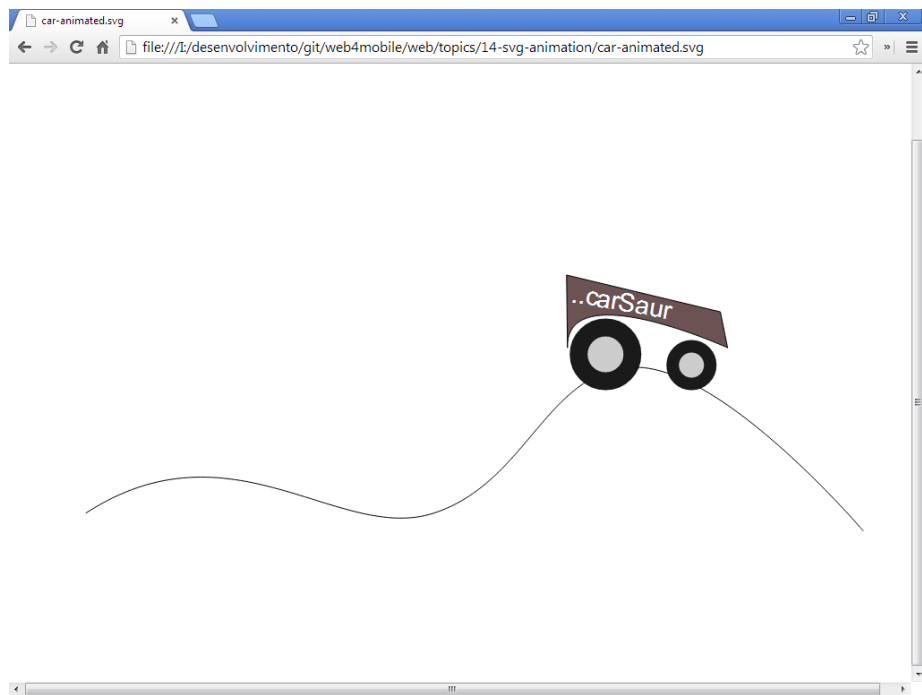 car-animated.svg
file:///I:/desenvolvimento/git/web4mobile/web/topics/14-svg-animation/car-animated.svg
..carSaur